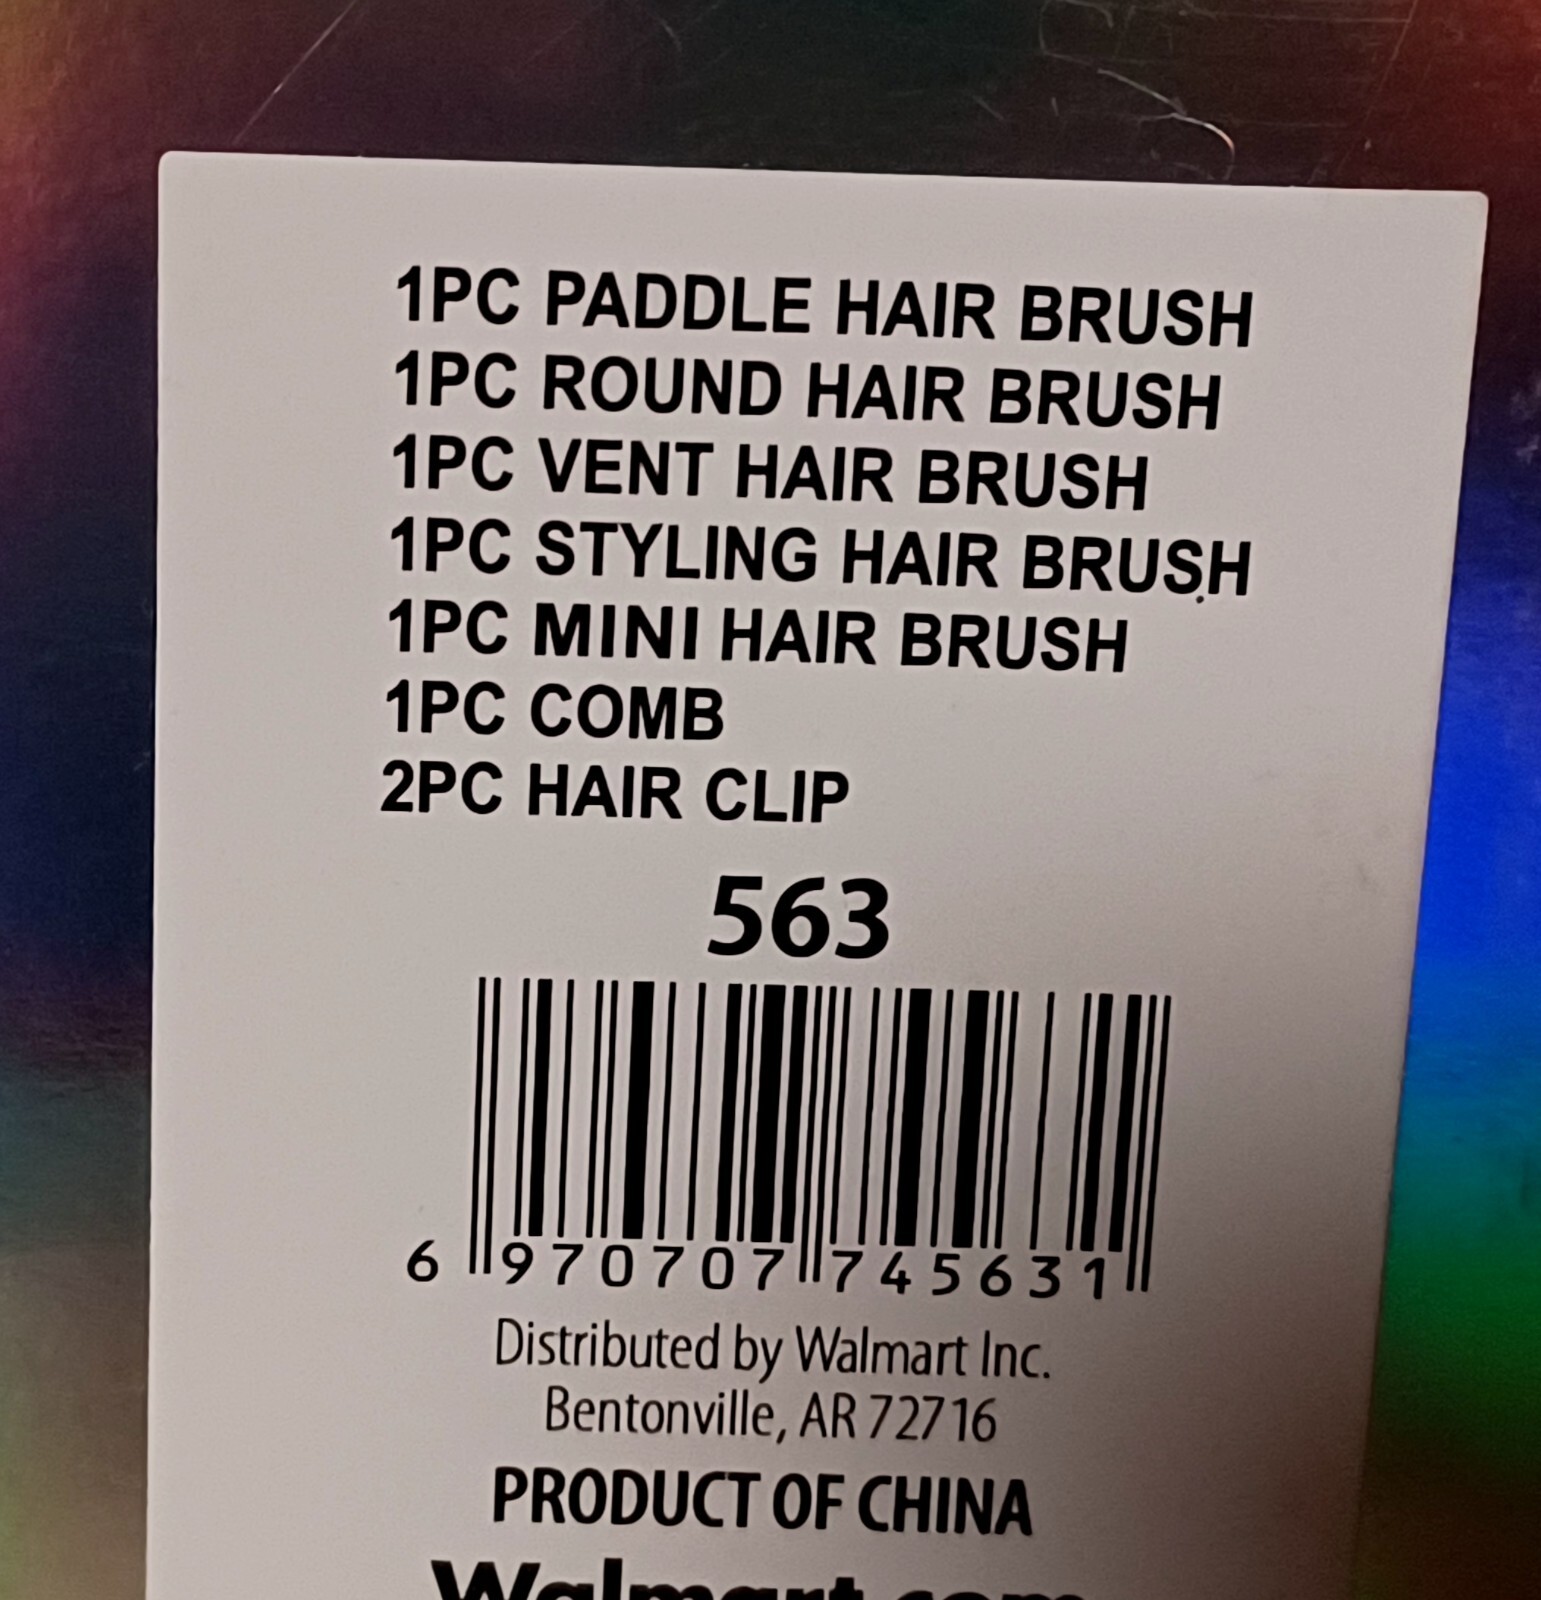 1PC PADDLE HAIR BRUSH
1PC ROUND HAIR BRUSH
1PC VENT HAIR BRUSH
1PC STYLING HAIR BRUSH
1PC MINI HAIR BRUSH
1PC COMB
2PC HAIR CLIP
563
6 970707 745631
Distributed by Walmart Inc.
Bentonville, AR 72716
PRODUCT OF CHINA
Walmart.com